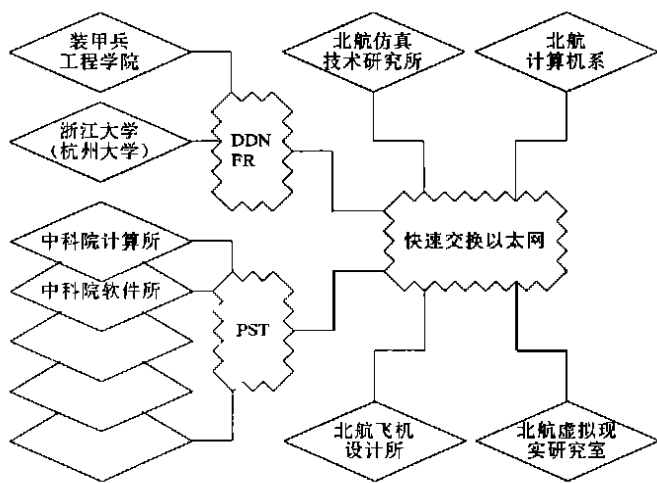 装甲兵
工程学院
北航仿真
技术研究所
北航
计算机系
浙江大学
(杭州大学)
DDN
FR
中科院计算所
快速交换以太网
中科院软件所
PST
北航飞机
设计所
北航虚拟现
实研究室